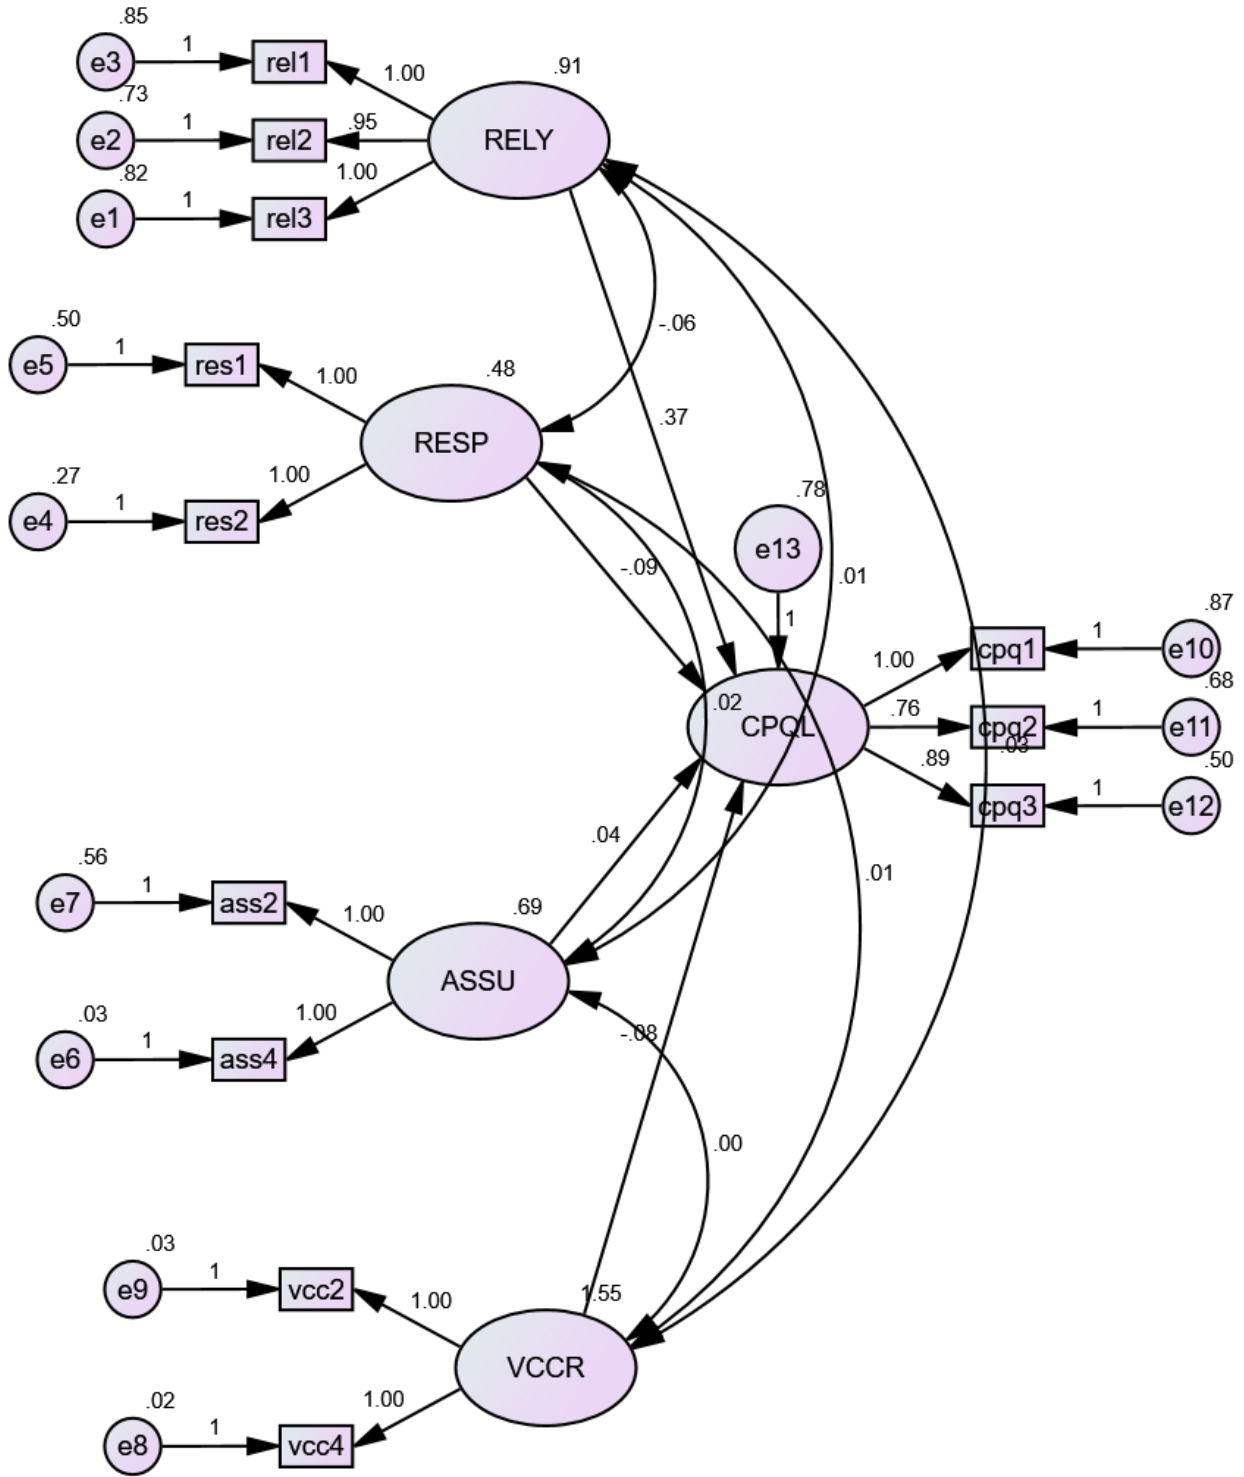 .85
e3 1 rel1 1.00 .91
.73
e2 1 rel2 .95 RELY
.82
e1 1 rel3 1.00
-.06
.50
e5 1 res1 1.00 .48
RESP
.37
.27
e4 1 res2 1.00
.78
e13
-.09
.01
1
.87
1.00 cpq1 1 e10
.68
.02 CPQL .76 cpq2 1 e11
.03
.50
.89 cpq3 1 e12
.04
.01
.56
e7 1 ass2 1.00 .69
ASSU
.03
e6 1 ass4 1.00
-.08
.00
.03
e9 1 vcc2 1.00 1.55
VCCR
.02
e8 1 vcc4 1.00